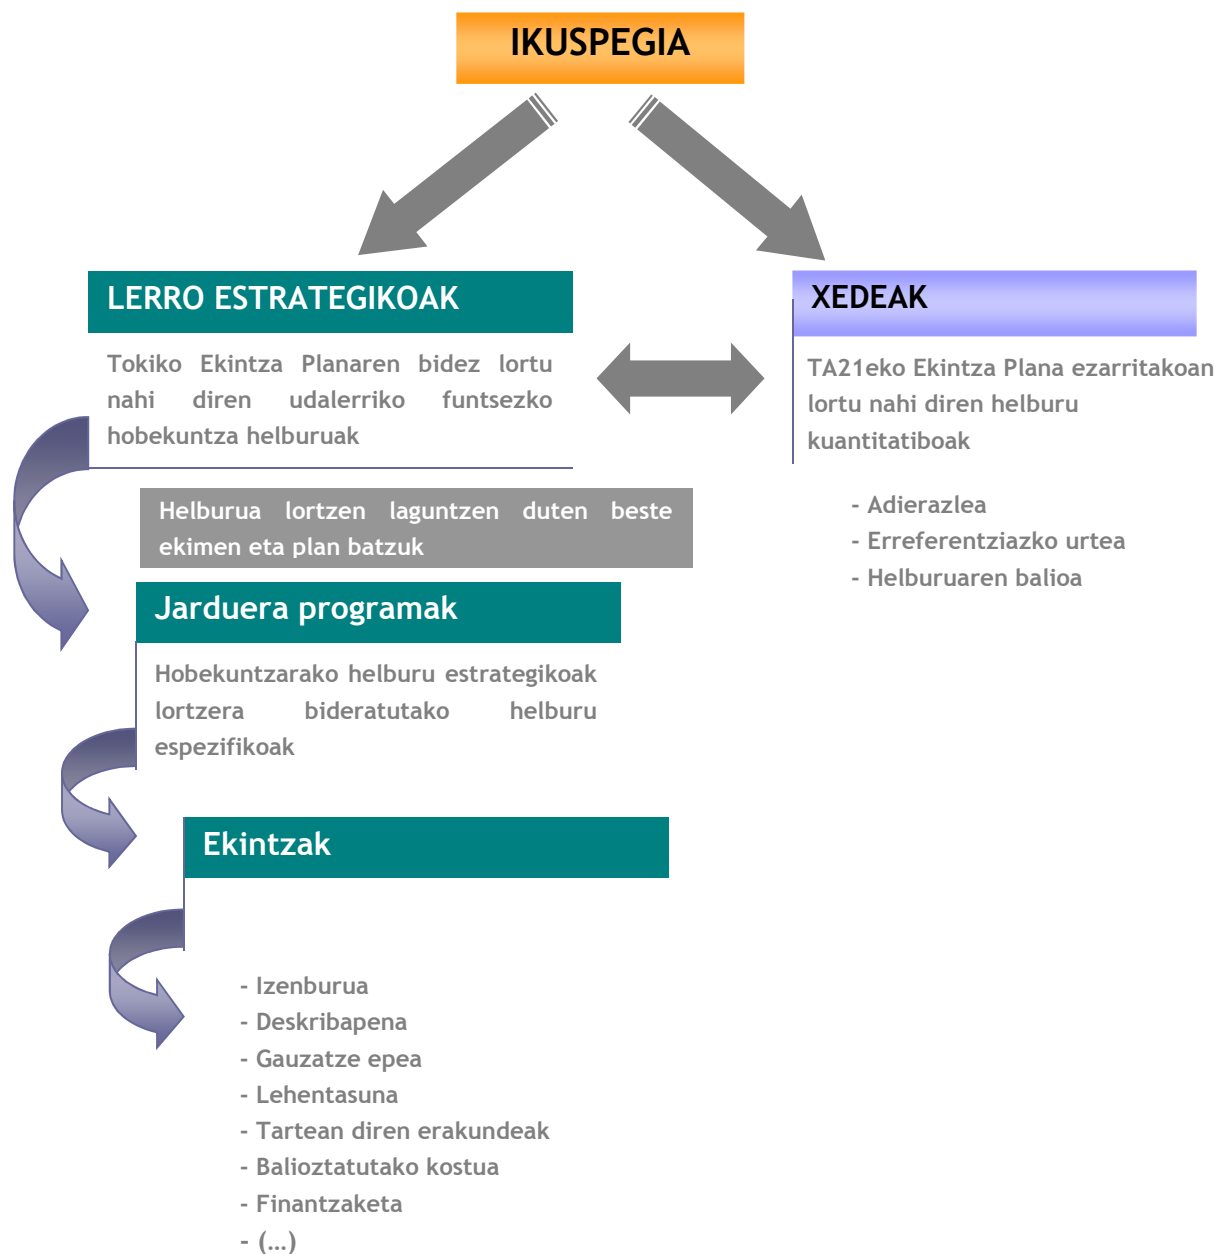 IKUSPEGIA
LERRO ESTRATEGIKOAK
Tokiko Ekintza Planaren bidez lortu
nahi diren udalerriko funtsezko
hobekuntza helburuak
XEDEAK
TA21eko Ekintza Plana ezarritakoan
lortu nahi diren helburu
kuantitatiboak
- Adierazlea
- Erreferentziazko urtea
- Helburuaren balioa
Helburua lortzen laguntzen duten beste
ekimen eta plan batzuk
Jarduera programak
Hobekuntzarako helburu estrategikoak
lortzera bideratutako helburu
espezifikoak
Ekintzak
- Izenburua
- Deskribapena
- Gauzatze epea
- Lehentasuna
- Tartean diren erakundeak
- Balioztatutako kostua
- Finantzaketa
- (...)